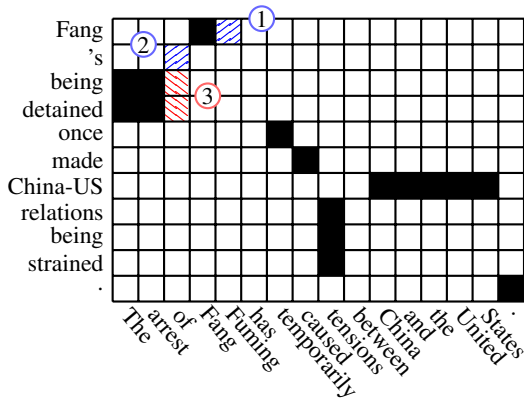 Fang
①
②
's
being
detained
③
once
made
China-US
relations
being
strained
.
The
arrest
of
Fang
Fuming
has
temporarily
caused
tensions
between
China
and
the
United
States
.